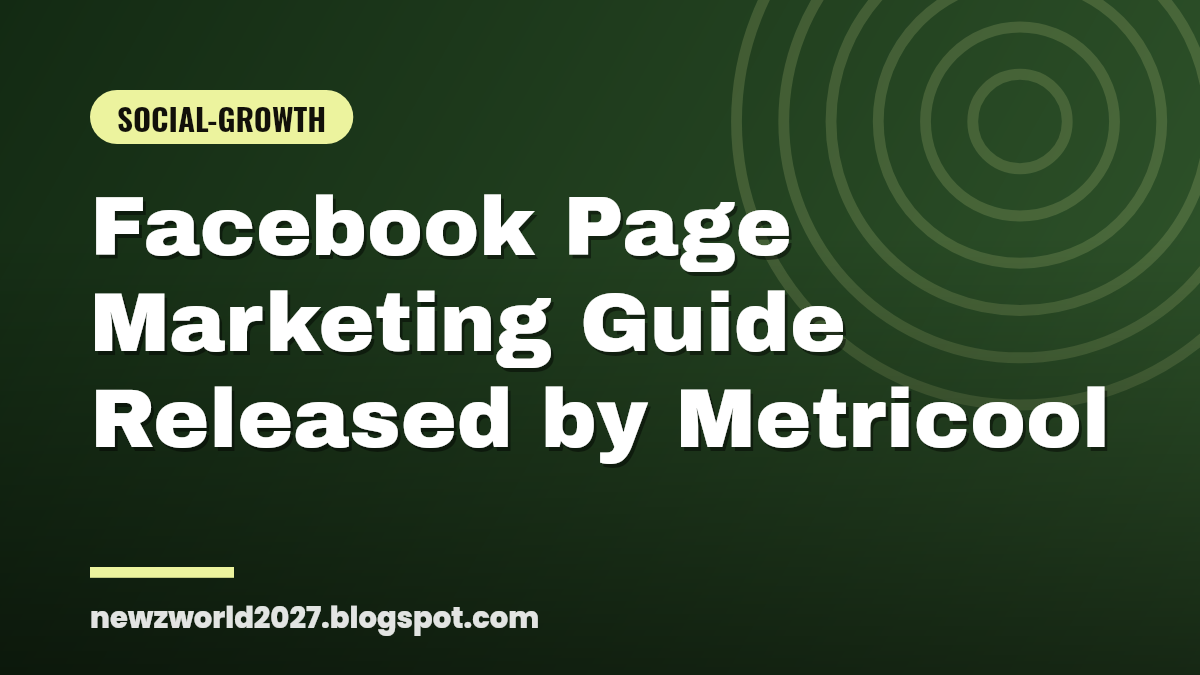 SOCIAL-GROWTH
Facebook Page
Marketing Guide
Released by Metricool
newzworld2027.blogspot.com